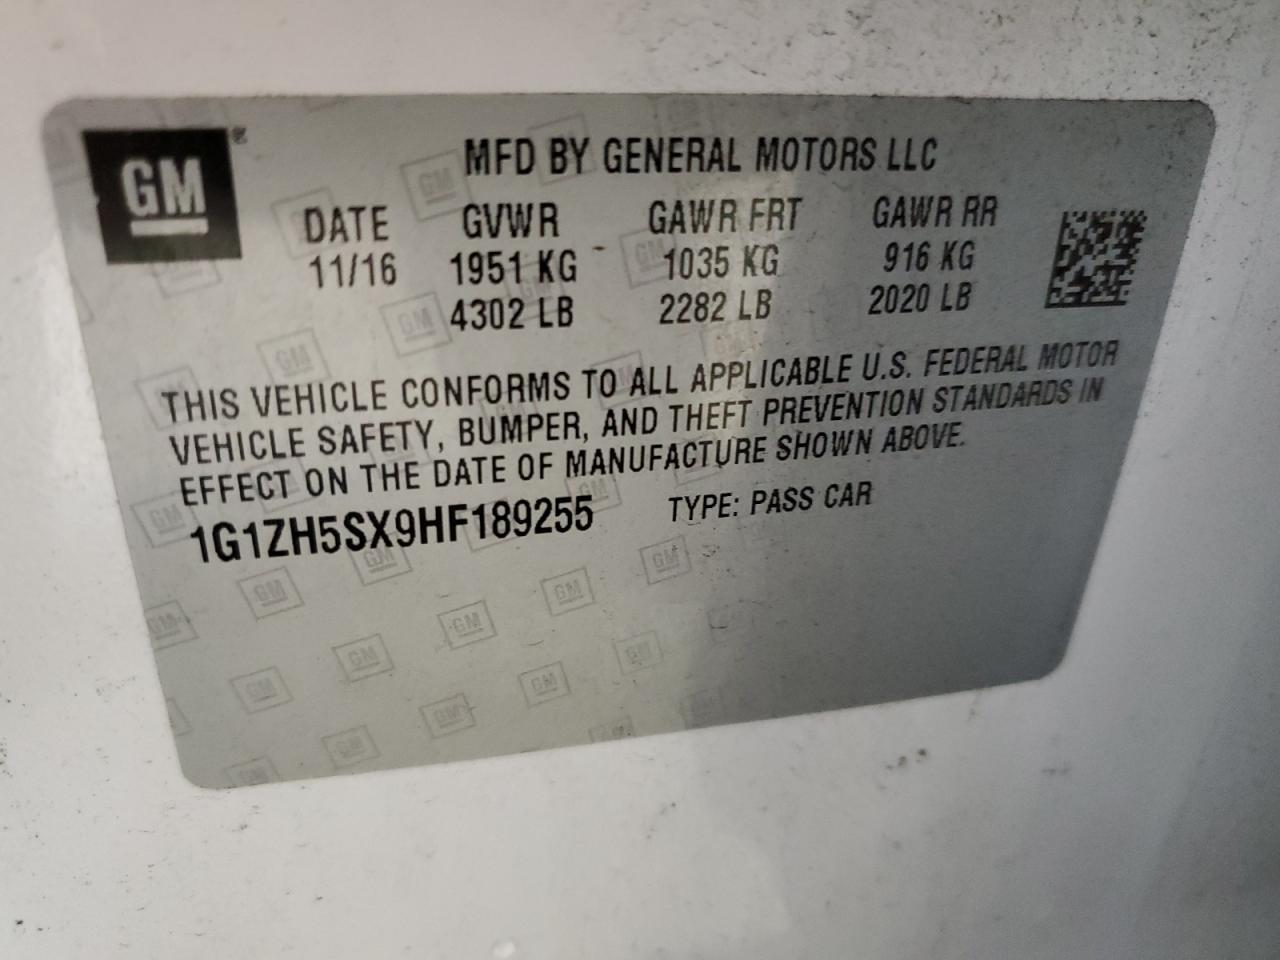 GM®
MFD BY GENERAL MOTORS LLC
DATE GVWR GAWR FRT GAWR RR
11/16 1951 KG 1035 KG 916 KG
4302 LB 2282 LB 2020 LB
THIS VEHICLE CONFORMS TO ALL APPLICABLE U.S. FEDERAL MOTOR
VEHICLE SAFETY, BUMPER, AND THEFT PREVENTION STANDARDS IN
EFFECT ON THE DATE OF MANUFACTURE SHOWN ABOVE.
1G1ZH5SX9HF189255 TYPE: PASS CAR